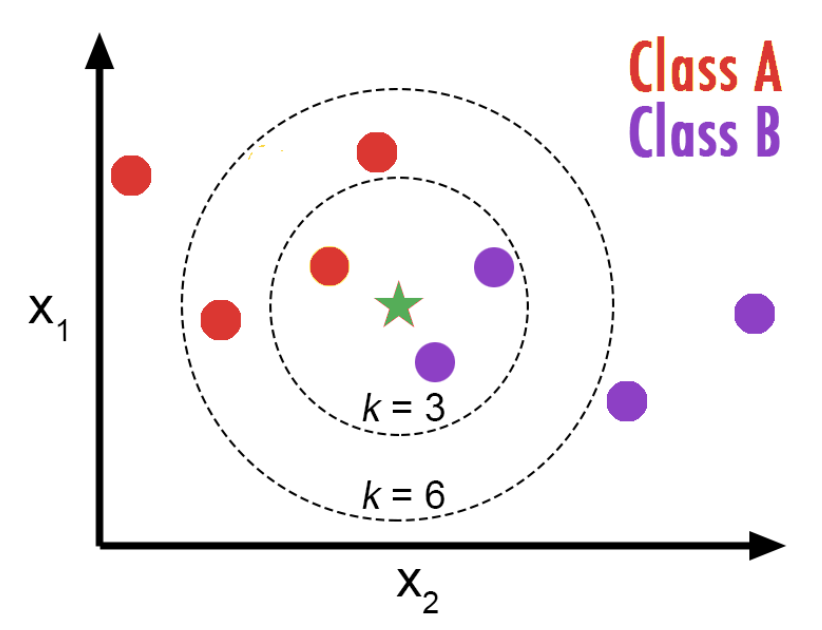 Class A
Class B
x₁
k = 3
k = 6
x₂